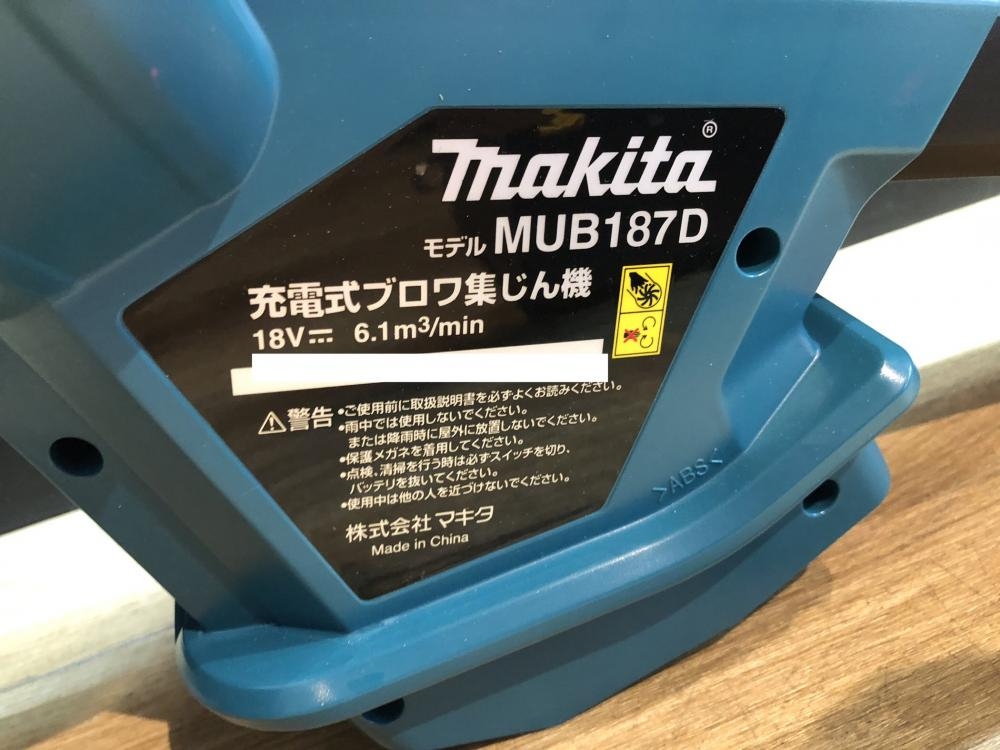 makita®
モデル MUB187D
充電式ブロワ集じん機
18V⎓ 6.1m³/min
⚠警告 •ご使用前に取扱説明書を必ずよくお読みください。
•雨中では使用しないでください。
または降雨時に屋外に放置しないでください。
•保護メガネを着用してください。
•点検、清掃を行う時は必ずスイッチを切り、
バッテリを抜いてください。
•使用中は他の人を近づけないでください。
株式会社 マキタ
Made in China
>ABS<